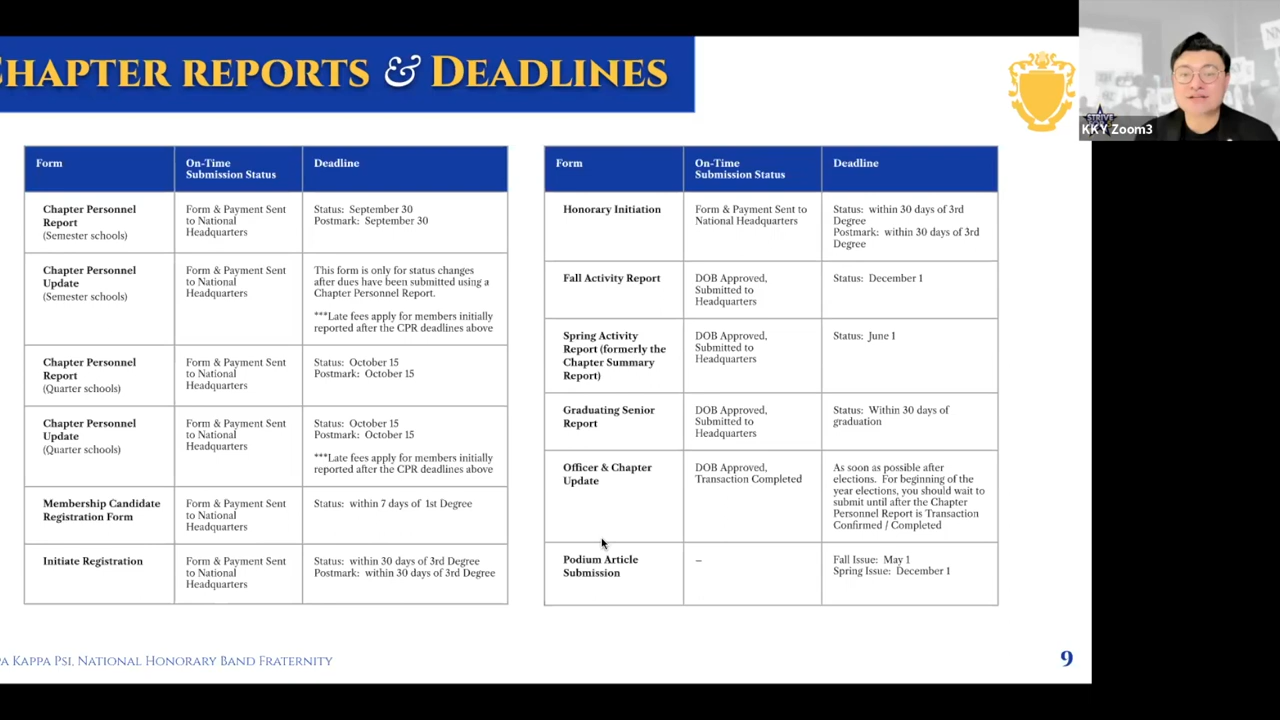 CHAPTER REPORTS & DEADLINES
KKY Zoom3
STRIVE
Form
On-Time
Submission Status
Deadline
Chapter Personnel
Report
(Semester schools)
Form & Payment Sent
to National
Headquarters
Status: September 30
Postmark: September 30
Chapter Personnel
Update
(Semester schools)
Form & Payment Sent
to National
Headquarters
This form is only for status changes
after dues have been submitted using a
Chapter Personnel Report.
***Late fees apply for members initially
reported after the CPR deadlines above
Chapter Personnel
Report
(Quarter schools)
Form & Payment Sent
to National
Headquarters
Status: October 15
Postmark: October 15
Chapter Personnel
Update
(Quarter schools)
Form & Payment Sent
to National
Headquarters
Status: October 15
Postmark: October 15
***Late fees apply for members initially
reported after the CPR deadlines above
Membership Candidate
Registration Form
Form & Payment Sent
to National
Headquarters
Status: within 7 days of 1st Degree
Initiate Registration
Form & Payment Sent
to National
Headquarters
Status: within 30 days of 3rd Degree
Postmark: within 30 days of 3rd Degree
Form
On-Time
Submission Status
Deadline
Honorary Initiation
Form & Payment Sent to
National Headquarters
Status: within 30 days of 3rd
Degree
Postmark: within 30 days of 3rd
Degree
Fall Activity Report
DOB Approved,
Submitted to
Headquarters
Status: December 1
Spring Activity
Report (formerly the
Chapter Summary
Report)
DOB Approved,
Submitted to
Headquarters
Status: June 1
Graduating Senior
Report
DOB Approved,
Submitted to
Headquarters
Status: Within 30 days of
graduation
Officer & Chapter
Update
DOB Approved,
Transaction Completed
As soon as possible after
elections. For beginning of the
year elections, you should wait to
submit until after the Chapter
Personnel Report is Transaction
Confirmed / Completed
Podium Article
Submission
–
Fall Issue: May 1
Spring Issue: December 1
PA KAPPA PSI, NATIONAL HONORARY BAND FRATERNITY
9